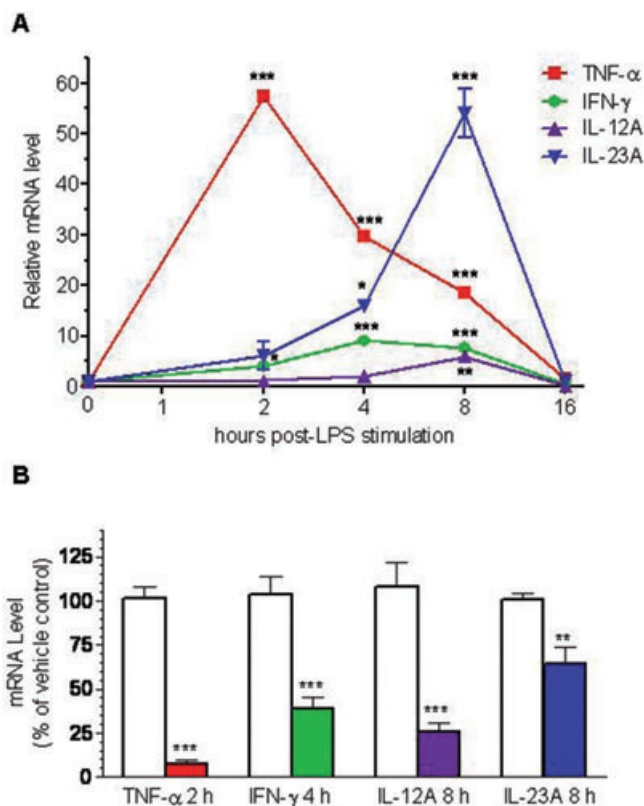 A
TNF-α
IFN-γ
IL-12A
IL-23A
Relative mRNA level
60
50
40
30
20
10
0
***
***
***
*
***
***
***
*
**
0 1 2 4 8 16
hours post-LPS stimulation
B
mRNA Level
(% of vehicle control)
125
100
75
50
25
0
***
***
***
**
TNF-α 2 h IFN-γ 4 h IL-12A 8 h IL-23A 8 h